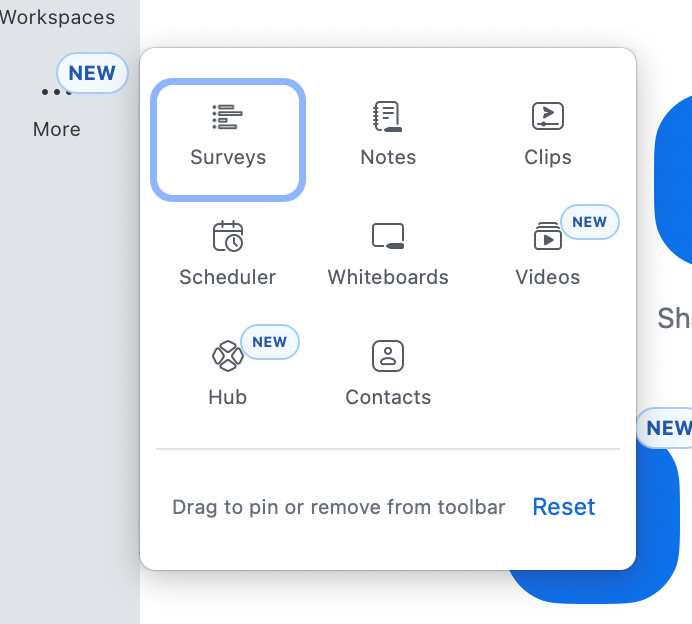 Workspaces
NEW
More
Surveys
Notes
Clips
Scheduler
Whiteboards
NEW
Videos
NEW
Hub
Contacts
Drag to pin or remove from toolbar
Reset
Sh
NEW